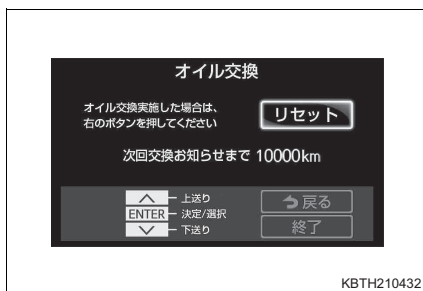 オイル交換
オイル交換実施した場合は、
右のボタンを押してください
リセット
次回交換お知らせまで 10000km
上送り
ENTER 決定/選択
下送り
戻る
終了
KBTH210432